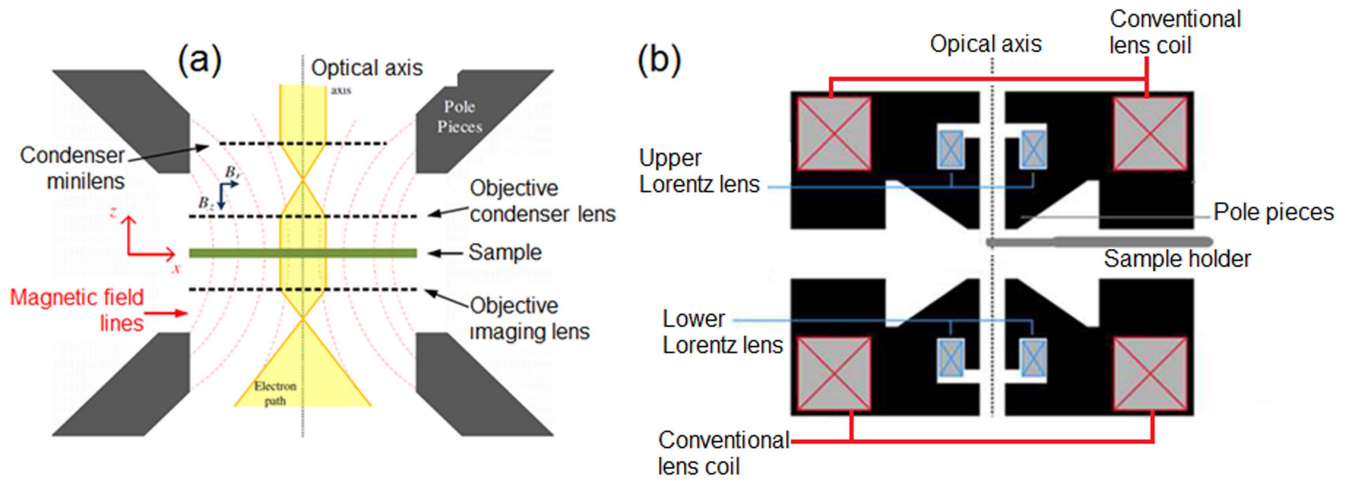 (a)
Optical axis
axis
Pole
Pieces
Condenser
minilens
Br
Bz
z
x
Objective
condenser lens
Sample
Magnetic field
lines
Objective
imaging lens
Electron
path
(b)
Opical axis
Conventional
lens coil
Upper
Lorentz lens
Pole pieces
Sample holder
Lower
Lorentz lens
Conventional
lens coil